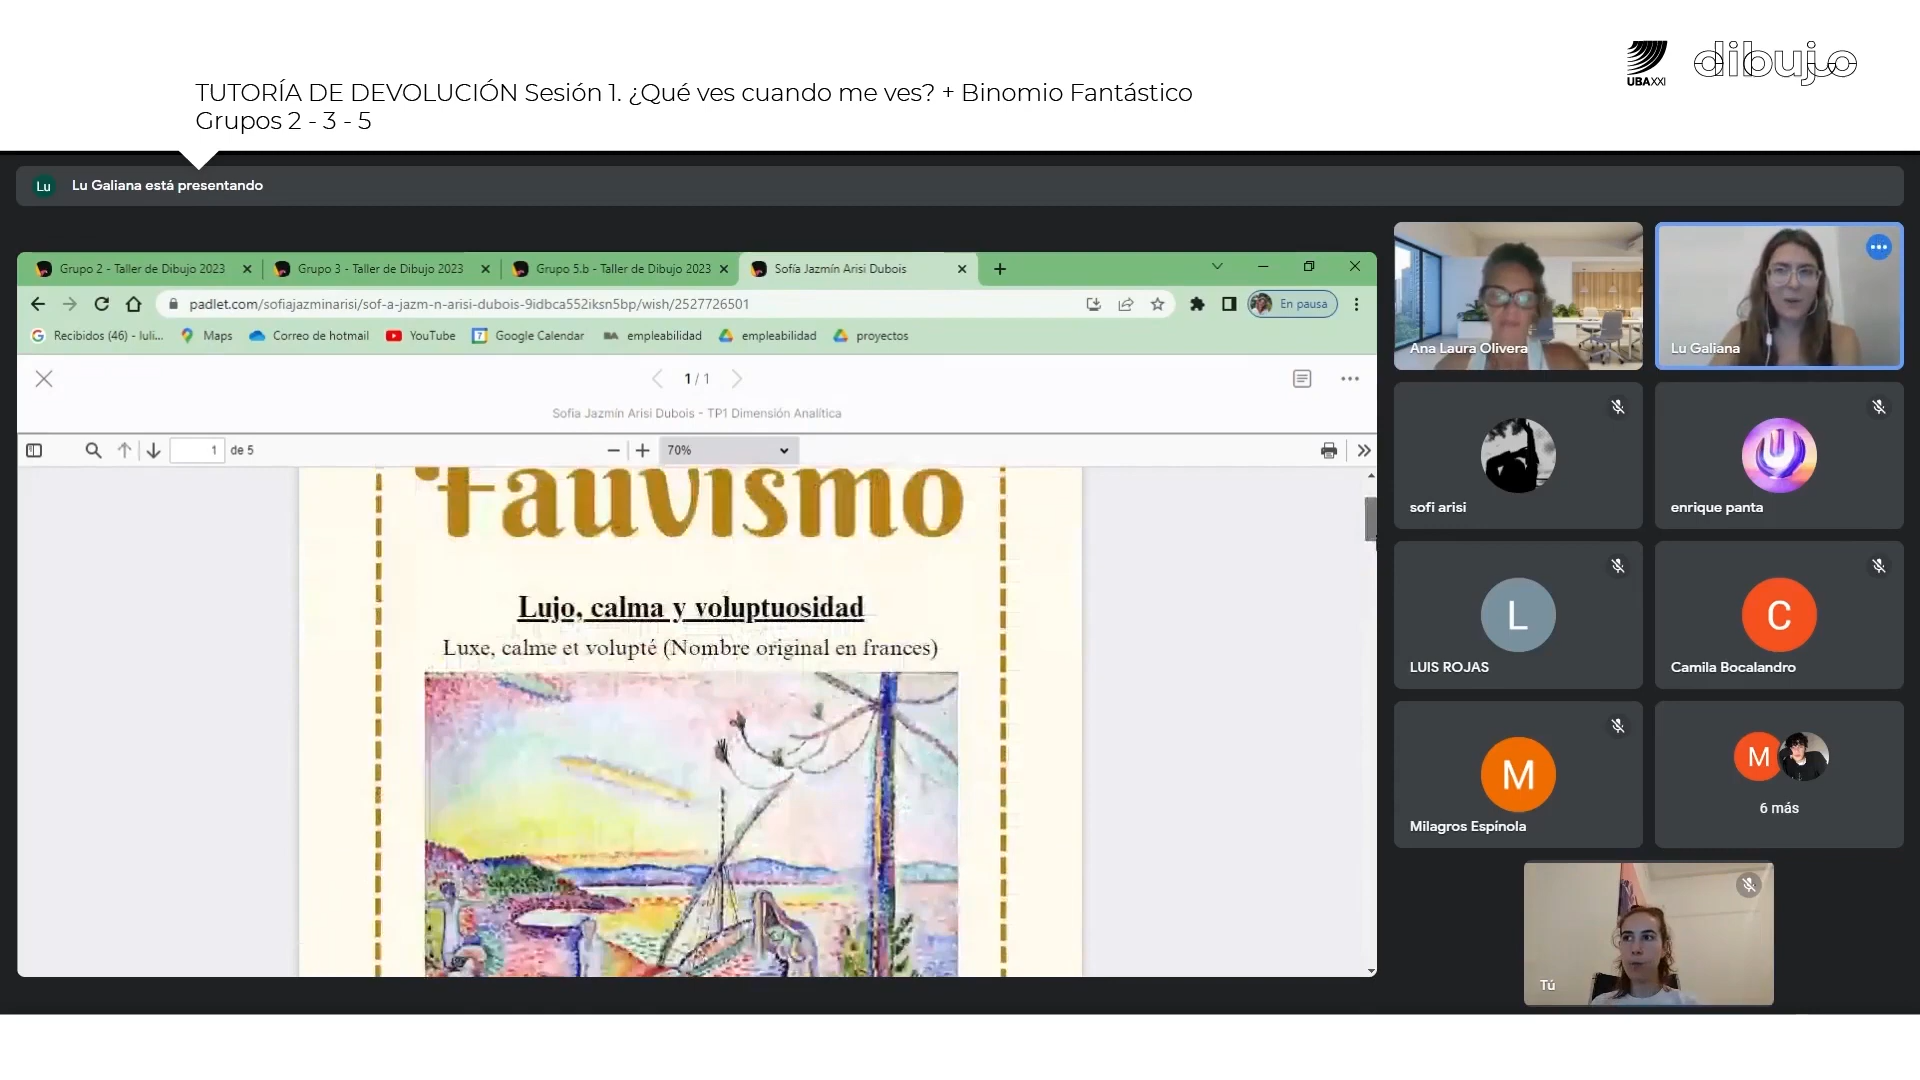 TUTORÍA DE DEVOLUCIÓN Sesión 1. ¿Qué ves cuando me ves? + Binomio Fantástico
Grupos 2 - 3 - 5
UBAXXI
dibujo
Lu
Lu Galiana está presentando
Grupo 2 - Taller de Dibujo 2023
Grupo 3 - Taller de Dibujo 2023
Grupo 5.b - Taller de Dibujo 2023
Sofía Jazmín Arisi Dubois
padlet.com/sofiajazminarisi/sof-a-jazm-n-arisi-dubois-9idbca552iksn5bp/wish/2527726501
En pausa
Recibidos (46) - luli...
Maps
Correo de hotmail
YouTube
7
Google Calendar
BA
empleabilidad
empleabilidad
proyectos
1 / 1
Sofia Jazmín Arisi Dubois - TP1 Dimensión Analítica
1 de 5
70%
Fauvismo
Lujo, calma y voluptuosidad
Luxe, calme et volupté (Nombre original en frances)
Ana Laura Olivera
Lu Galiana
sofi arisi
enrique panta
L
LUIS ROJAS
C
Camila Bocalandro
M
Milagros Espínola
M
6 más
Tú